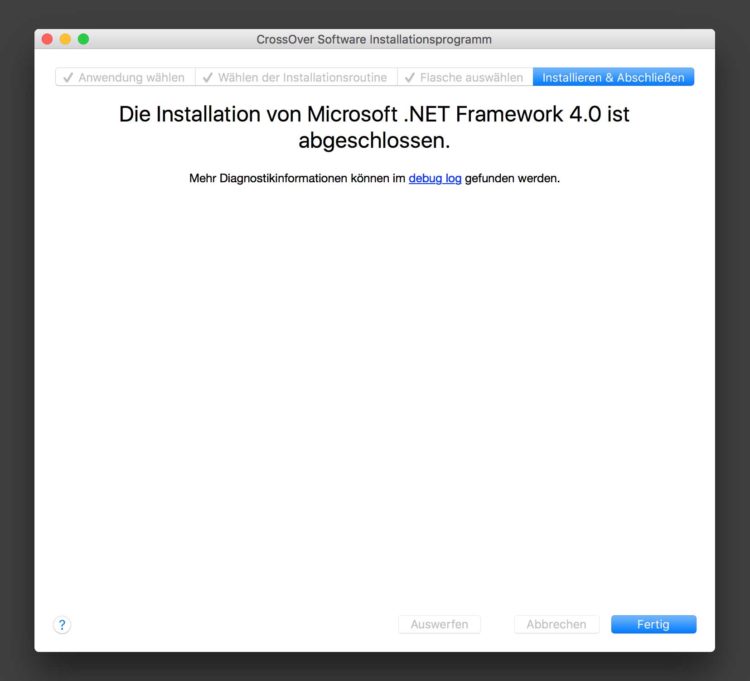 CrossOver Software Installationsprogramm
✓ Anwendung wählen ✓ Wählen der Installationsroutine ✓ Flasche auswählen Installieren & Abschließen
Die Installation von Microsoft .NET Framework 4.0 ist
abgeschlossen.
Mehr Diagnostikinformationen können im debug log gefunden werden.
? Auswerfen Abbrechen Fertig